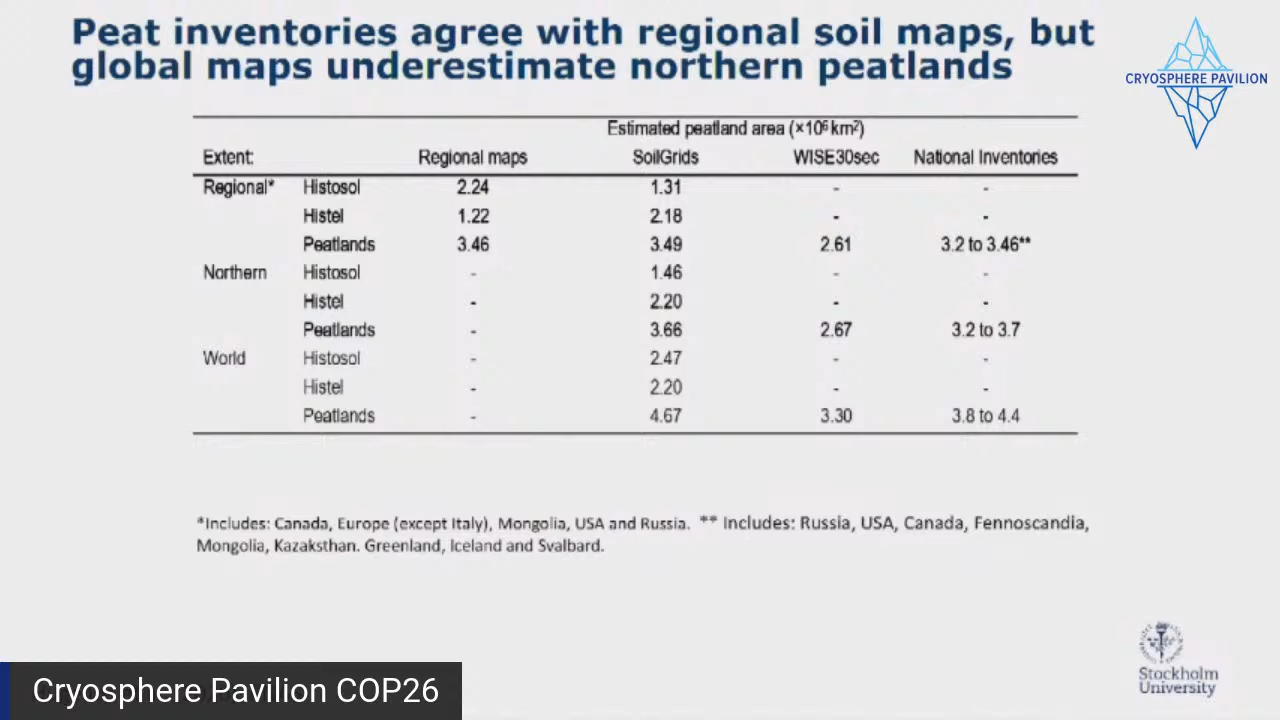 Peat inventories agree with regional soil maps, but
global maps underestimate northern peatlands
CRYOSPHERE PAVILION
Estimated peatland area (×10⁶ km²)
Extent: Regional maps SoilGrids WISE30sec National Inventories
Regional* Histosol 2.24 1.31 - -
Histel 1.22 2.18 - -
Peatlands 3.46 3.49 2.61 3.2 to 3.46**
Northern Histosol - 1.46 - -
Histel - 2.20 - -
Peatlands - 3.66 2.67 3.2 to 3.7
World Histosol - 2.47 - -
Histel - 2.20 - -
Peatlands - 4.67 3.30 3.8 to 4.4
*Includes: Canada, Europe (except Italy), Mongolia, USA and Russia. ** Includes: Russia, USA, Canada, Fennoscandia,
Mongolia, Kazaksthan. Greenland, Iceland and Svalbard.
Stockholm
University
Cryosphere Pavilion COP26